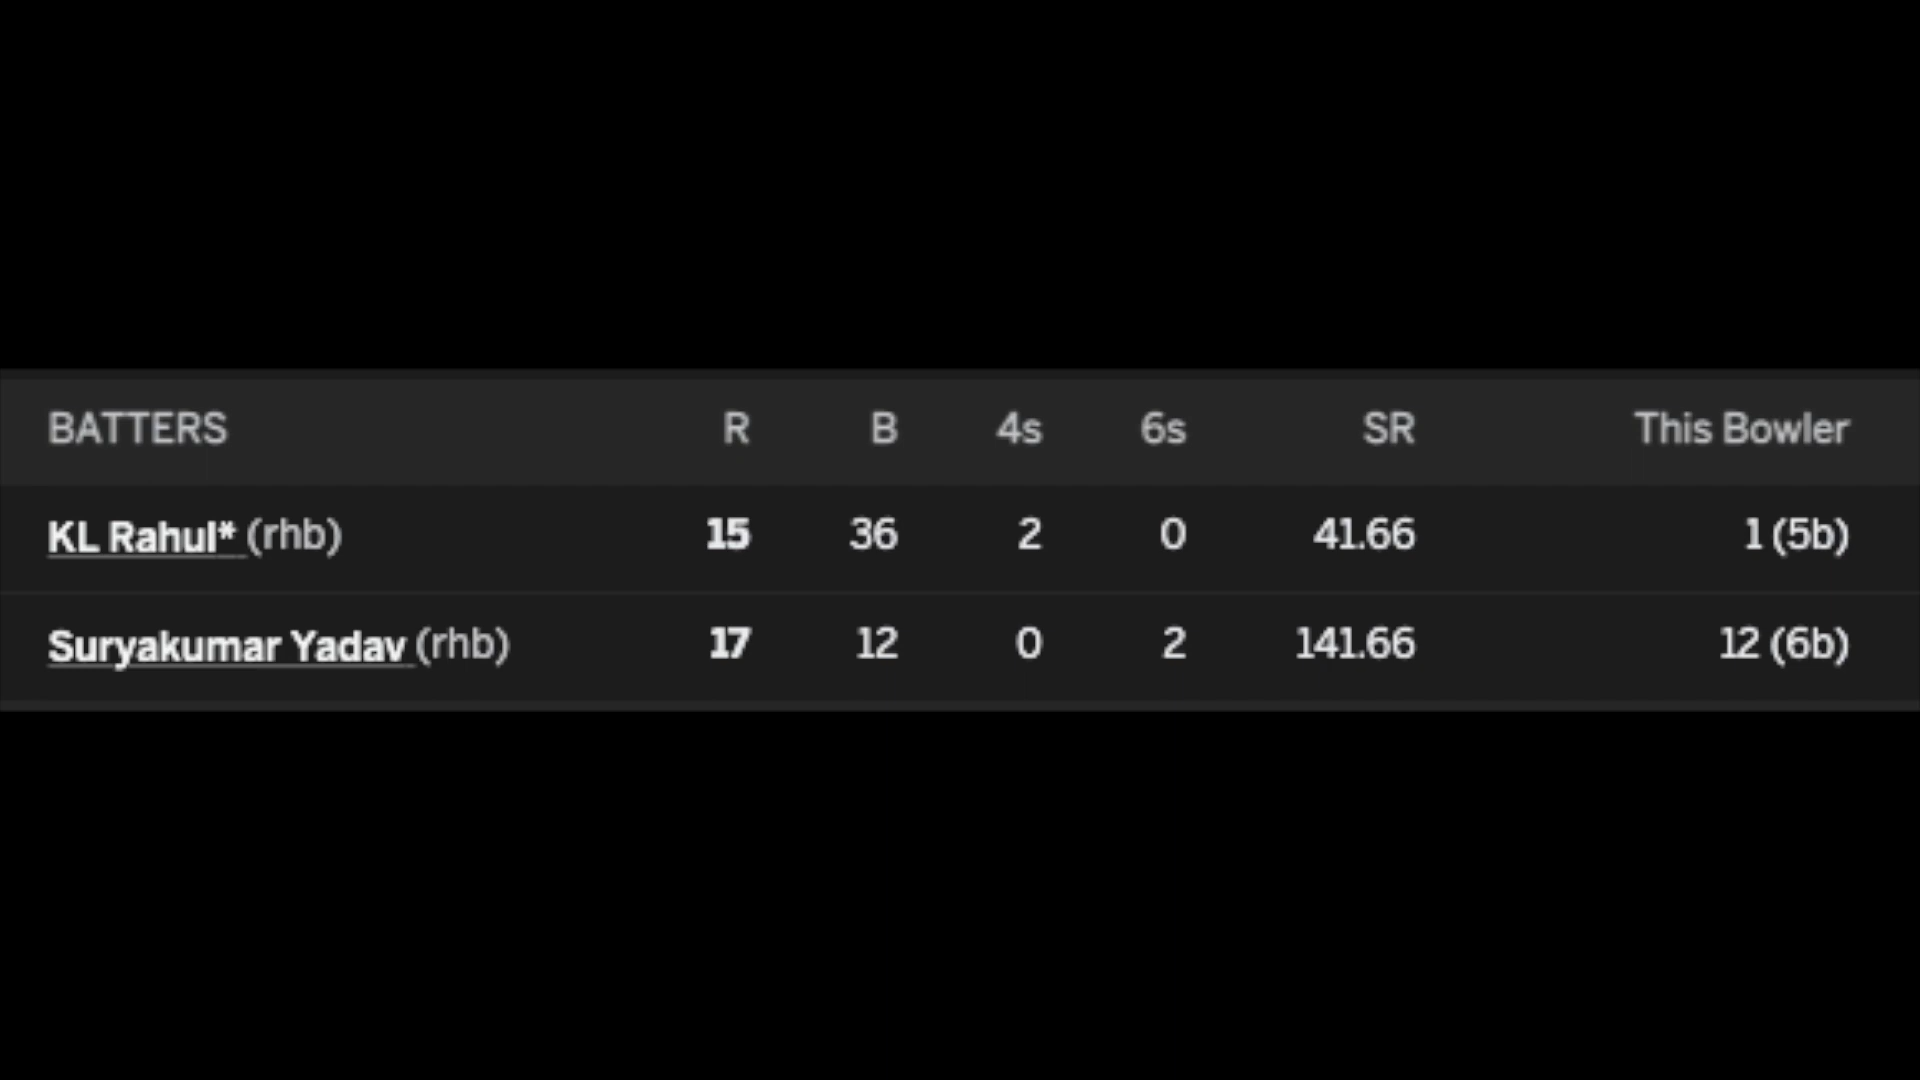 BATTERS R B 4s 6s SR This Bowler
KL Rahul* (rhb) 15 36 2 0 41.66 1 (5b)
Suryakumar Yadav (rhb) 17 12 0 2 141.66 12 (6b)